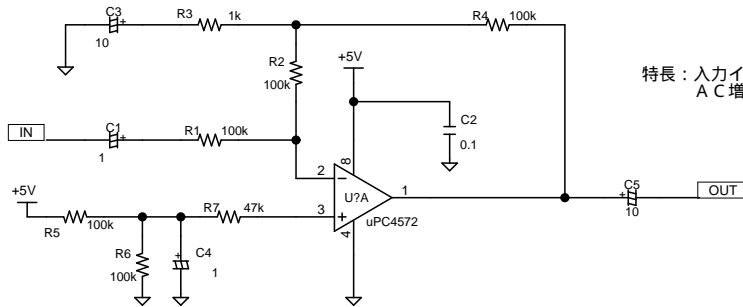 C3
10
R3
1k
R4
100k
R2
100k
+5V
特長：入力イ
ＡＣ増
IN
C1
1
R1
100k
C2
0.1
2
8
1
3
4
U?A
uPC4572
C5
10
OUT
+5V
R5
100k
R7
47k
R6
100k
C4
1